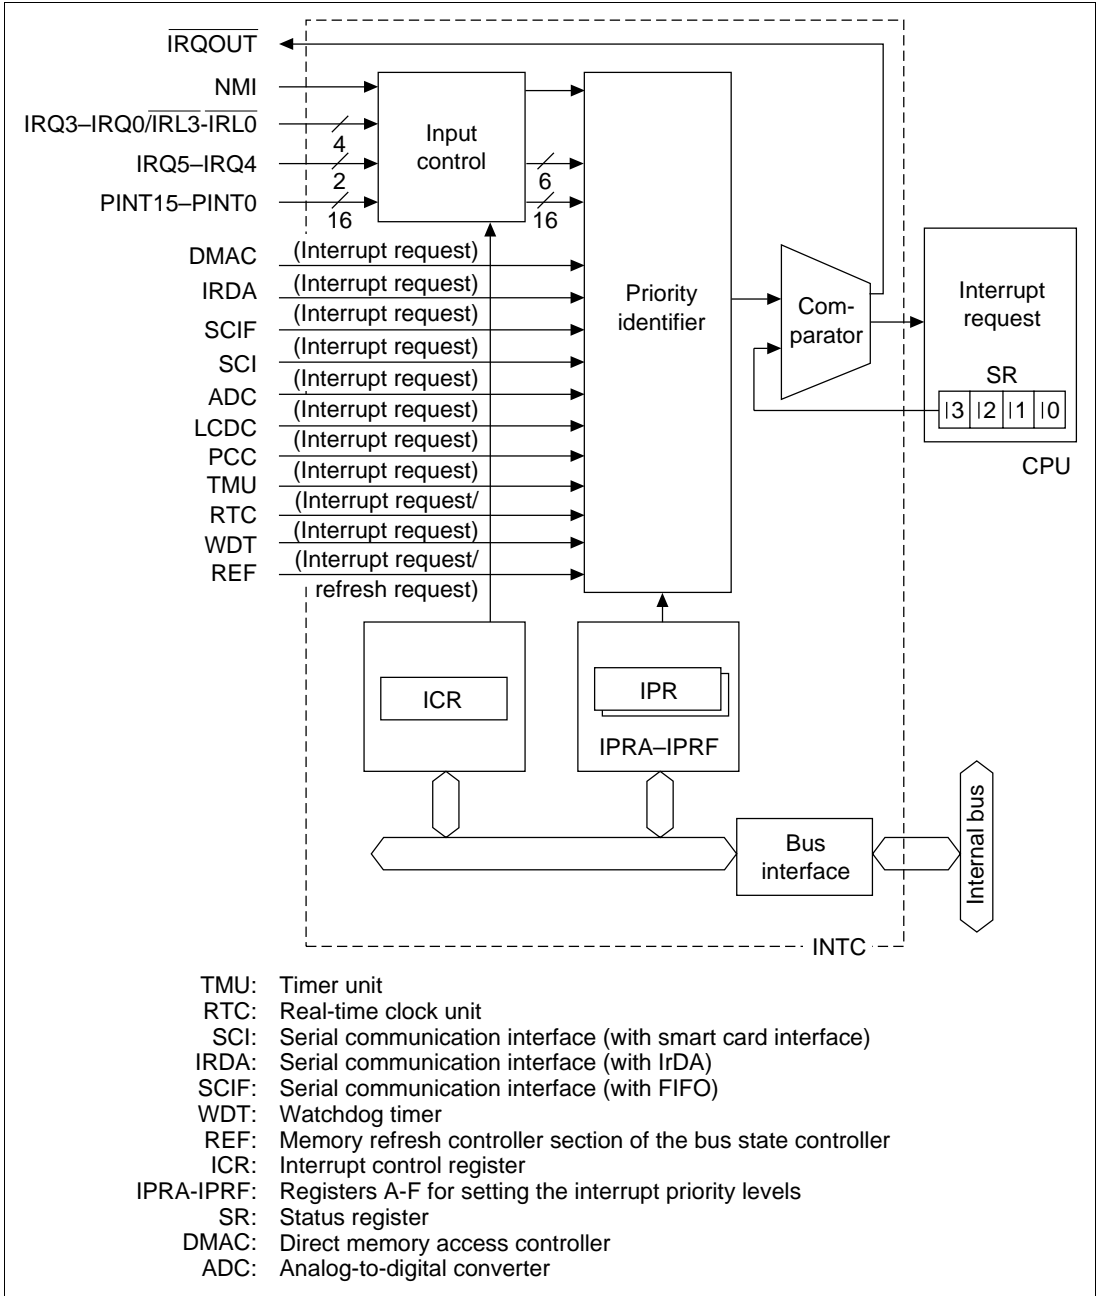 IRQOUT
NMI
IRQ3–IRQ0/IRL3-IRL0
4
IRQ5–IRQ4
2
PINT15–PINT0
16
Input
control
6
16
DMAC (Interrupt request)
IRDA (Interrupt request)
SCIF (Interrupt request)
SCI (Interrupt request)
ADC (Interrupt request)
LCDC (Interrupt request)
PCC (Interrupt request)
TMU (Interrupt request)
RTC (Interrupt request/
WDT (Interrupt request)
REF (Interrupt request/
refresh request)
Priority
identifier
Com-
parator
Interrupt
request
SR
I3 I2 I1 I0
CPU
ICR
IPR
IPRA–IPRF
Bus
interface
Internal bus
INTC
TMU: Timer unit
RTC: Real-time clock unit
SCI: Serial communication interface (with smart card interface)
IRDA: Serial communication interface (with IrDA)
SCIF: Serial communication interface (with FIFO)
WDT: Watchdog timer
REF: Memory refresh controller section of the bus state controller
ICR: Interrupt control register
IPRA-IPRF: Registers A-F for setting the interrupt priority levels
SR: Status register
DMAC: Direct memory access controller
ADC: Analog-to-digital converter